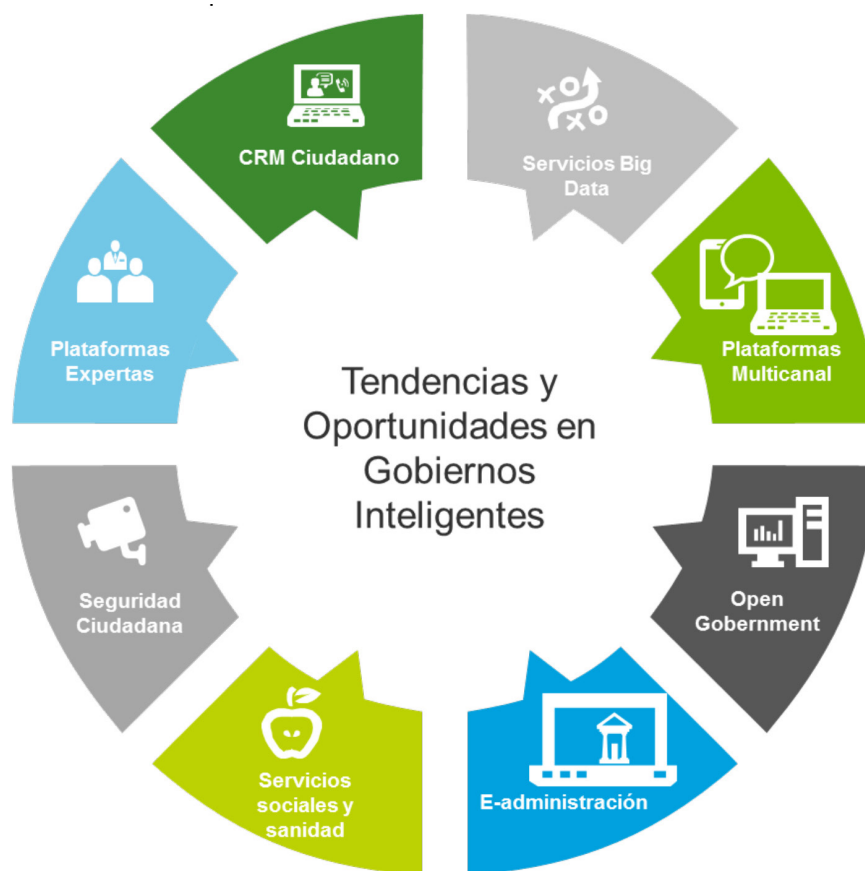 CRM Ciudadano
Servicios Big
Data
Plataformas
Expertas
Plataformas
Multicanal
Tendencias y
Oportunidades en
Gobiernos
Inteligentes
Seguridad
Ciudadana
Open
Gobernment
Servicios
sociales y
sanidad
E-administración